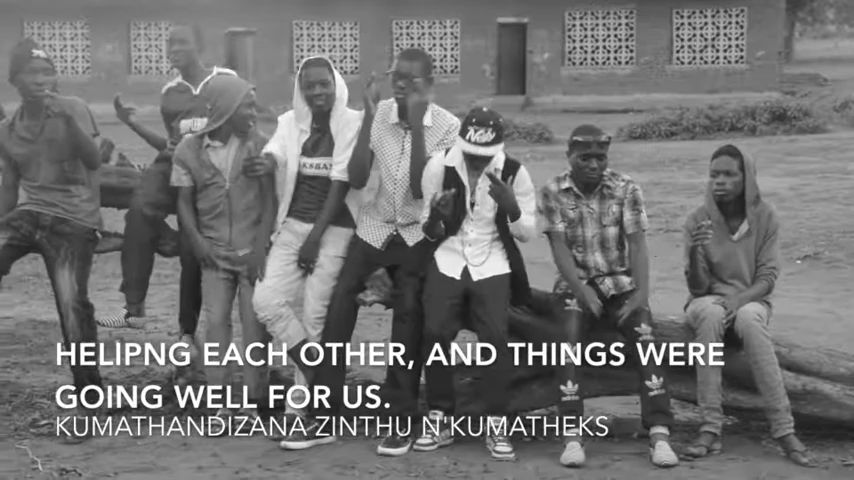 HELIPNG EACH OTHER, AND THINGS WERE
GOING WELL FOR US.
KUMATHANDIZANA ZINTHU N'KUMATHEKS